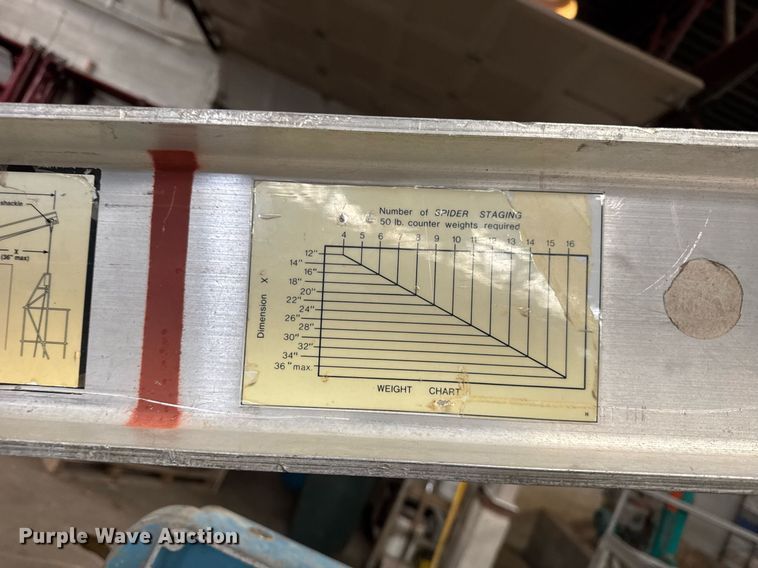 shackle
X
(36" max)
Number of SPIDER STAGING
50 lb. counter weights required
4 5 6 7 8 9 10 11 12 13 14 15 16
Dimension X
12"
14"
16"
18"
20"
22"
24"
26"
28"
30"
32"
34"
36" max
WEIGHT CHART
Purple Wave Auction